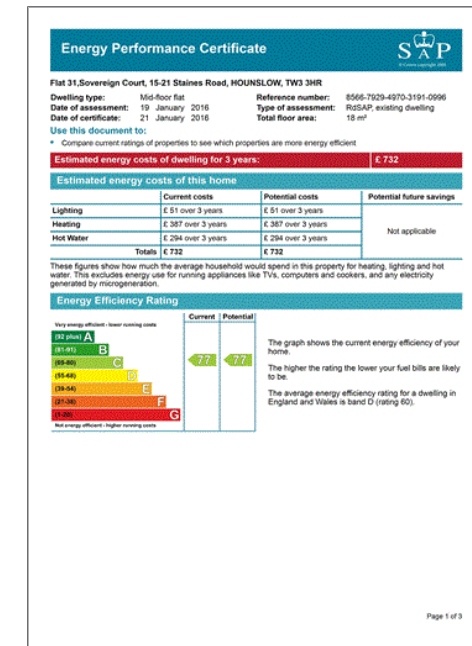 Energy Performance Certificate
SAP
© Crown copyright 2009
Flat 31,Sovereign Court, 15-21 Staines Road, HOUNSLOW, TW3 3HR
Dwelling type: Mid-floor flat Reference number: 8566-7929-4970-3191-0996
Date of assessment: 19 January 2016 Type of assessment: RdSAP, existing dwelling
Date of certificate: 21 January 2016 Total floor area: 18 m²
Use this document to:
• Compare current ratings of properties to see which properties are more energy efficient
Estimated energy costs of dwelling for 3 years: £ 732
Estimated energy costs of this home
Current costs Potential costs Potential future savings
Lighting £ 51 over 3 years £ 51 over 3 years
Heating £ 387 over 3 years £ 387 over 3 years
Not applicable
Hot Water £ 294 over 3 years £ 294 over 3 years
Totals £ 732 £ 732
These figures show how much the average household would spend in this property for heating, lighting and hot
water. This excludes energy use for running appliances like TVs, computers and cookers, and any electricity
generated by microgeneration.
Energy Efficiency Rating
Current Potential
Very energy efficient - lower running costs
(92 plus) A
(81-91) B
(69-80) C
(55-68) D
(39-54) E
(21-38) F
(1-20) G
Not energy efficient - higher running costs
77 77
The graph shows the current energy efficiency of your
home.
The higher the rating the lower your fuel bills are likely
to be.
The average energy efficiency rating for a dwelling in
England and Wales is band D (rating 60).
Page 1 of 3